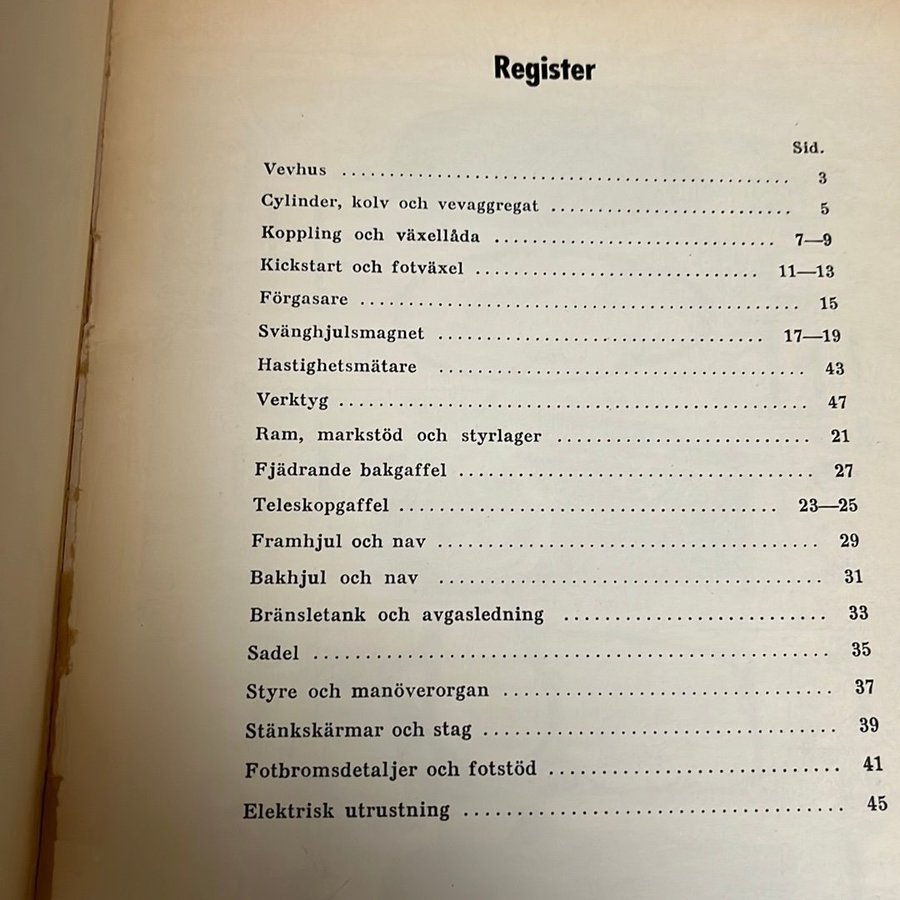 Register
Sid.
Vevhus ........................................ 3
Cylinder, kolv och vevaggregat .......................... 5
Koppling och växellåda .............................. 7—9
Kickstart och fotväxel .............................. 11—13
Förgasare ............................................... 15
Svänghjulsmagnet ................................... 17—19
Hastighetsmätare ....................................... 43
Verktyg ................................................. 47
Ram, markstöd och styrlager ........................... 21
Fjädrande bakgaffel ..................................... 27
Teleskopgaffel ....................................... 23—25
Framhjul och nav ........................................ 29
Bakhjul och nav ........................................ 31
Bränsletank och avgasledning ........................... 33
Sadel ................................................... 35
Styre och manöverorgan ................................. 37
Stänkskärmar och stag .................................. 39
Fotbromsdetaljer och fotstöd ............................ 41
Elektrisk utrustning .................................... 45